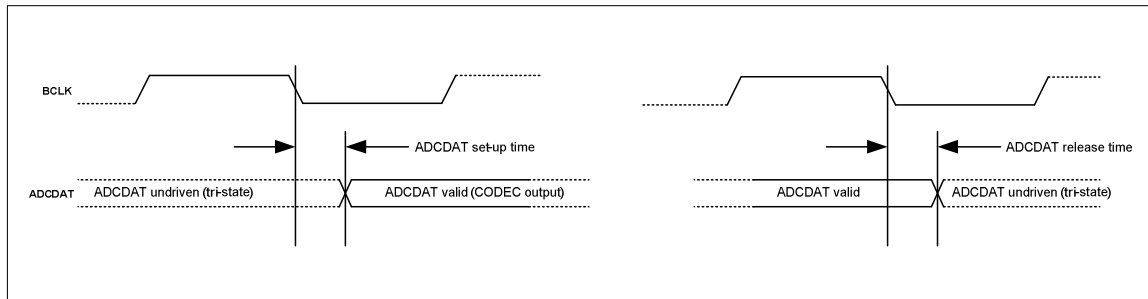 BCLK
ADCDAT set-up time
ADCDAT release time
ADCDAT
ADCDAT undriven (tri-state)
ADCDAT valid (CODEC output)
ADCDAT valid
ADCDAT undriven (tri-state)